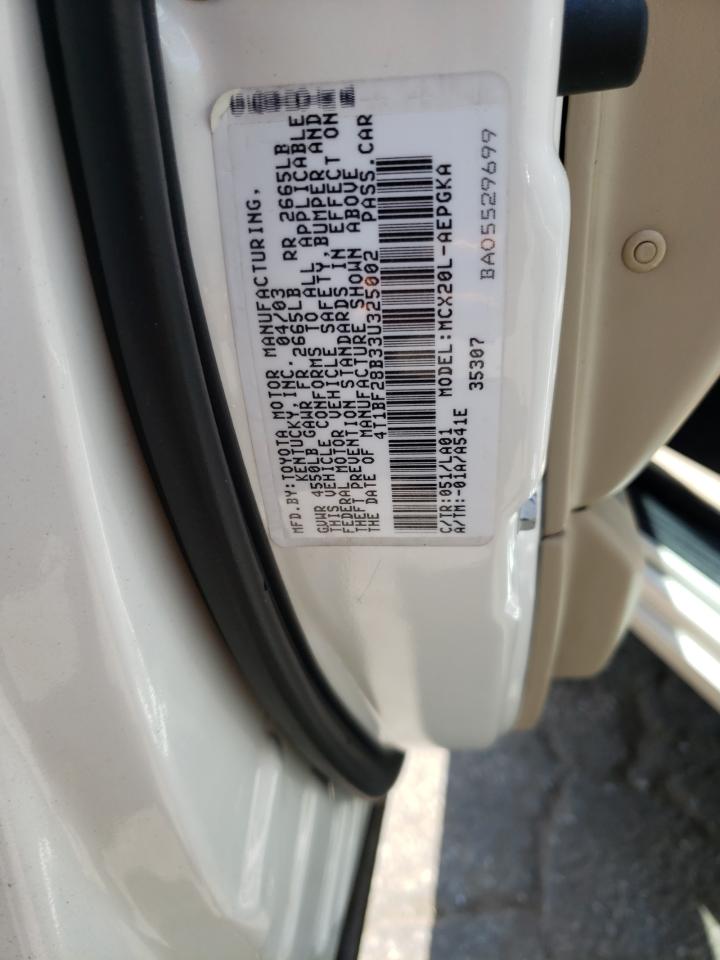 MFD.BY:TOYOTA MOTOR MANUFACTURING,
KENTUCKY,INC. 04/03
GVWR 4550LB GAWR FR 2665LB RR 2665LB
THIS VEHICLE CONFORMS TO ALL APPLICABLE
FEDERAL MOTOR VEHICLE SAFETY,BUMPER AND
THEFT PREVENTION STANDARDS IN EFFECT ON
THE DATE OF MANUFACTURE SHOWN ABOVE
4T1BF28B33U325002 PASS.CAR
C/TR:051/LA01 MODEL:MCX20L-AEPGKA
A/TM:-01A/A541E 35307
BA05529699